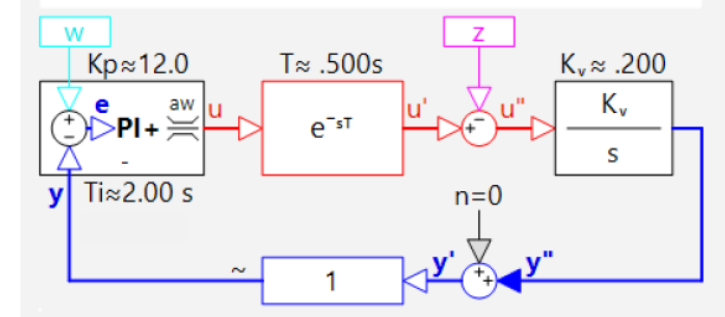 w
z
Kp≈12.0
T≈ .500s
Kᵥ≈ .200
e
PI+
aw
u
e⁻ˢᵀ
u'
u"
Kᵥ
s
+
−
+
−
-
y
Ti≈2.00 s
n=0
~
1
y'
+
+
y"